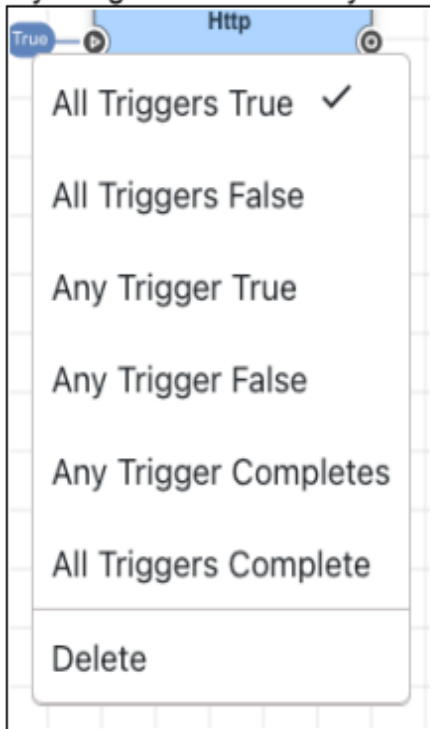 Http
True
All Triggers True ✓
All Triggers False
Any Trigger True
Any Trigger False
Any Trigger Completes
All Triggers Complete
Delete